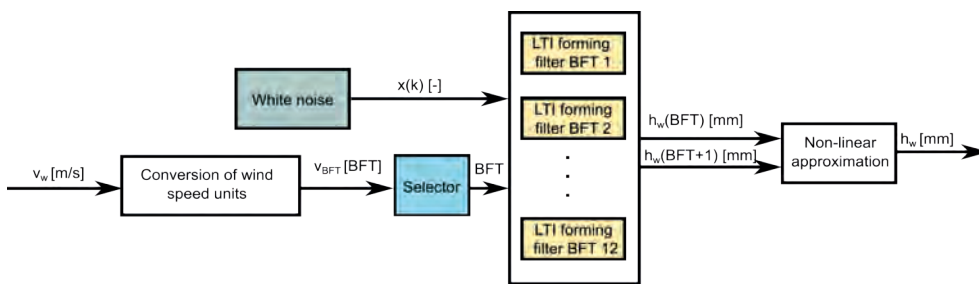 White noise
x(k) [-]
v_w [m/s]
Conversion of wind
speed units
v_BFT [BFT]
Selector
BFT
LTI forming
filter BFT 1
LTI forming
filter BFT 2
.
.
.
LTI forming
filter BFT 12
h_w(BFT) [mm]
h_w(BFT+1) [mm]
Non-linear
approximation
h_w [mm]